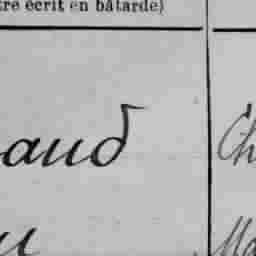 tre écrit en bâtarde)
aud Ch
u Ma